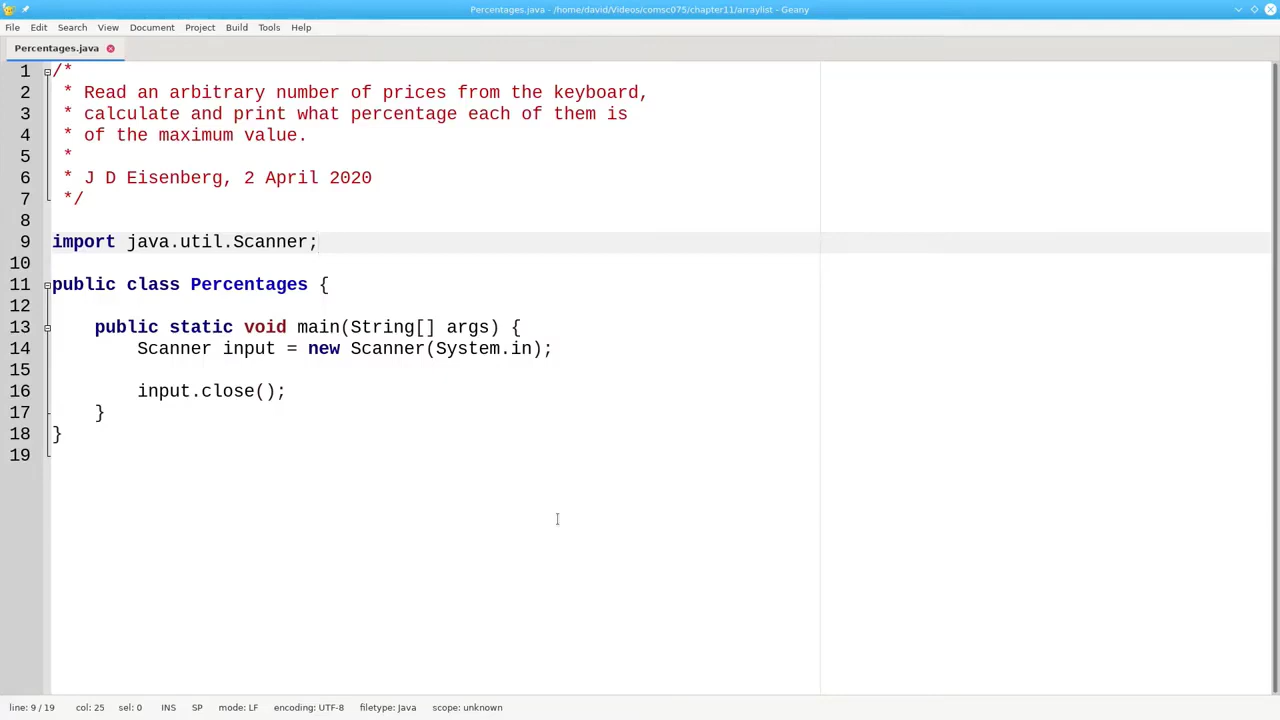 Percentages.java - /home/david/Videos/comsc075/chapter11/arraylist - Geany
File Edit Search View Document Project Build Tools Help
Percentages.java
1 /*
2  * Read an arbitrary number of prices from the keyboard,
3  * calculate and print what percentage each of them is
4  * of the maximum value.
5  *
6  * J D Eisenberg, 2 April 2020
7  */
8
9 import java.util.Scanner;
10
11 public class Percentages {
12
13     public static void main(String[] args) {
14         Scanner input = new Scanner(System.in);
15
16         input.close();
17     }
18 }
19
line: 9 / 19 col: 25 sel: 0 INS SP mode: LF encoding: UTF-8 filetype: Java scope: unknown